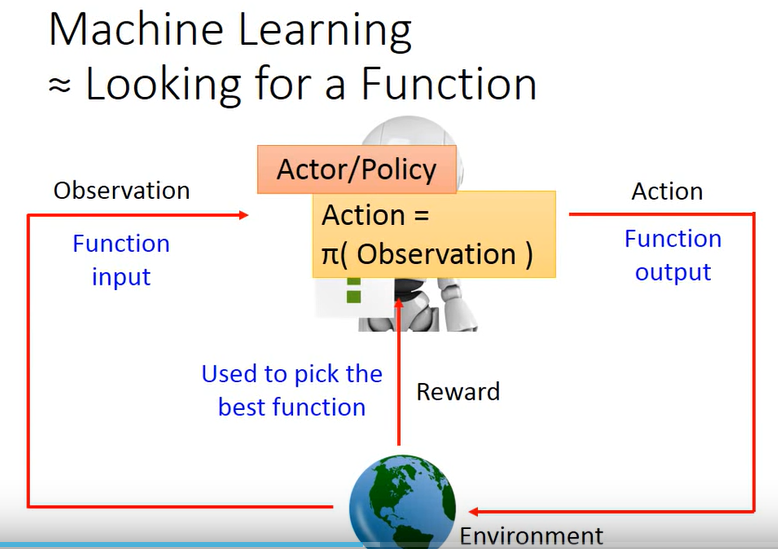 Machine Learning
≈ Looking for a Function
Actor/Policy
Observation
Action
Action =
π( Observation )
Function
input
Function
output
Used to pick the
best function
Reward
Environment